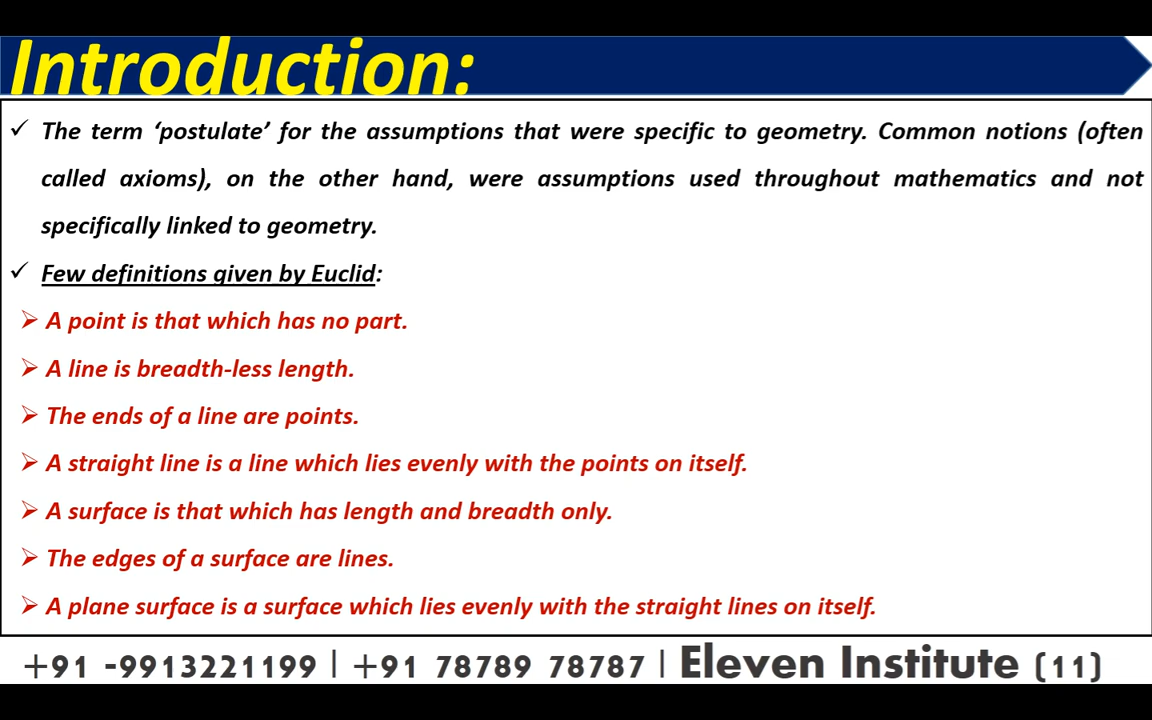 Introduction:
✓ The term ‘postulate’ for the assumptions that were specific to geometry. Common notions (often
called axioms), on the other hand, were assumptions used throughout mathematics and not
specifically linked to geometry.
✓ Few definitions given by Euclid:
➢ A point is that which has no part.
➢ A line is breadth-less length.
➢ The ends of a line are points.
➢ A straight line is a line which lies evenly with the points on itself.
➢ A surface is that which has length and breadth only.
➢ The edges of a surface are lines.
➢ A plane surface is a surface which lies evenly with the straight lines on itself.
+91 -9913221199 | +91 78789 78787 | Eleven Institute (11)